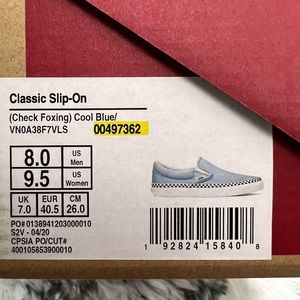 Classic Slip-On
(Check Foxing) Cool Blue/
VN0A38F7VLS 00497362
8.0 US Men
9.5 US Women
UK EUR CM
7.0 40.5 26.0
PO# 0138941203000010
S2V - 04/20
CPSIA PO/CUT#
400105853900010
1 92824 15840 8